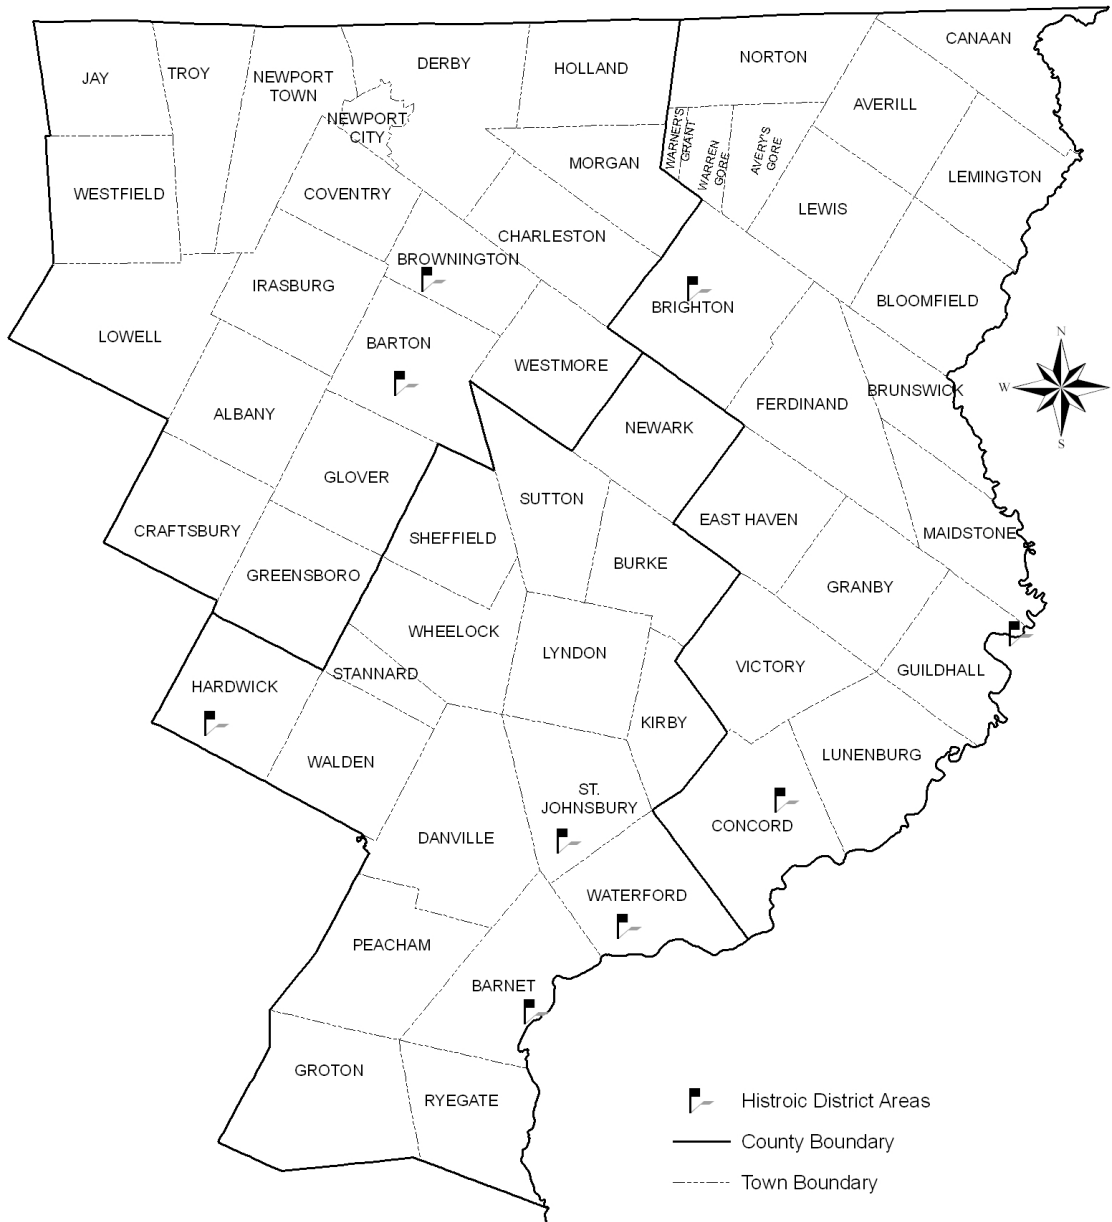 CANAAN
JAY
TROY
NEWPORT
TOWN
DERBY
HOLLAND
NORTON
AVERILL
NEWPORT
CITY
WARNER'S
GRANT
WARREN
GORE
AVERY'S
GORE
MORGAN
LEMINGTON
WESTFIELD
COVENTRY
LEWIS
CHARLESTON
BROWNINGTON
IRASBURG
BRIGHTON
BLOOMFIELD
LOWELL
BARTON
N
W
S
WESTMORE
BRUNSWICK
FERDINAND
ALBANY
NEWARK
GLOVER
SUTTON
EAST HAVEN
CRAFTSBURY
SHEFFIELD
MAIDSTONE
GREENSBORO
BURKE
GRANBY
WHEELOCK
LYNDON
VICTORY
GUILDHALL
STANNARD
HARDWICK
KIRBY
WALDEN
LUNENBURG
ST.
JOHNSBURY
CONCORD
DANVILLE
WATERFORD
PEACHAM
BARNET
GROTON
RYEGATE
Histroic District Areas
County Boundary
Town Boundary